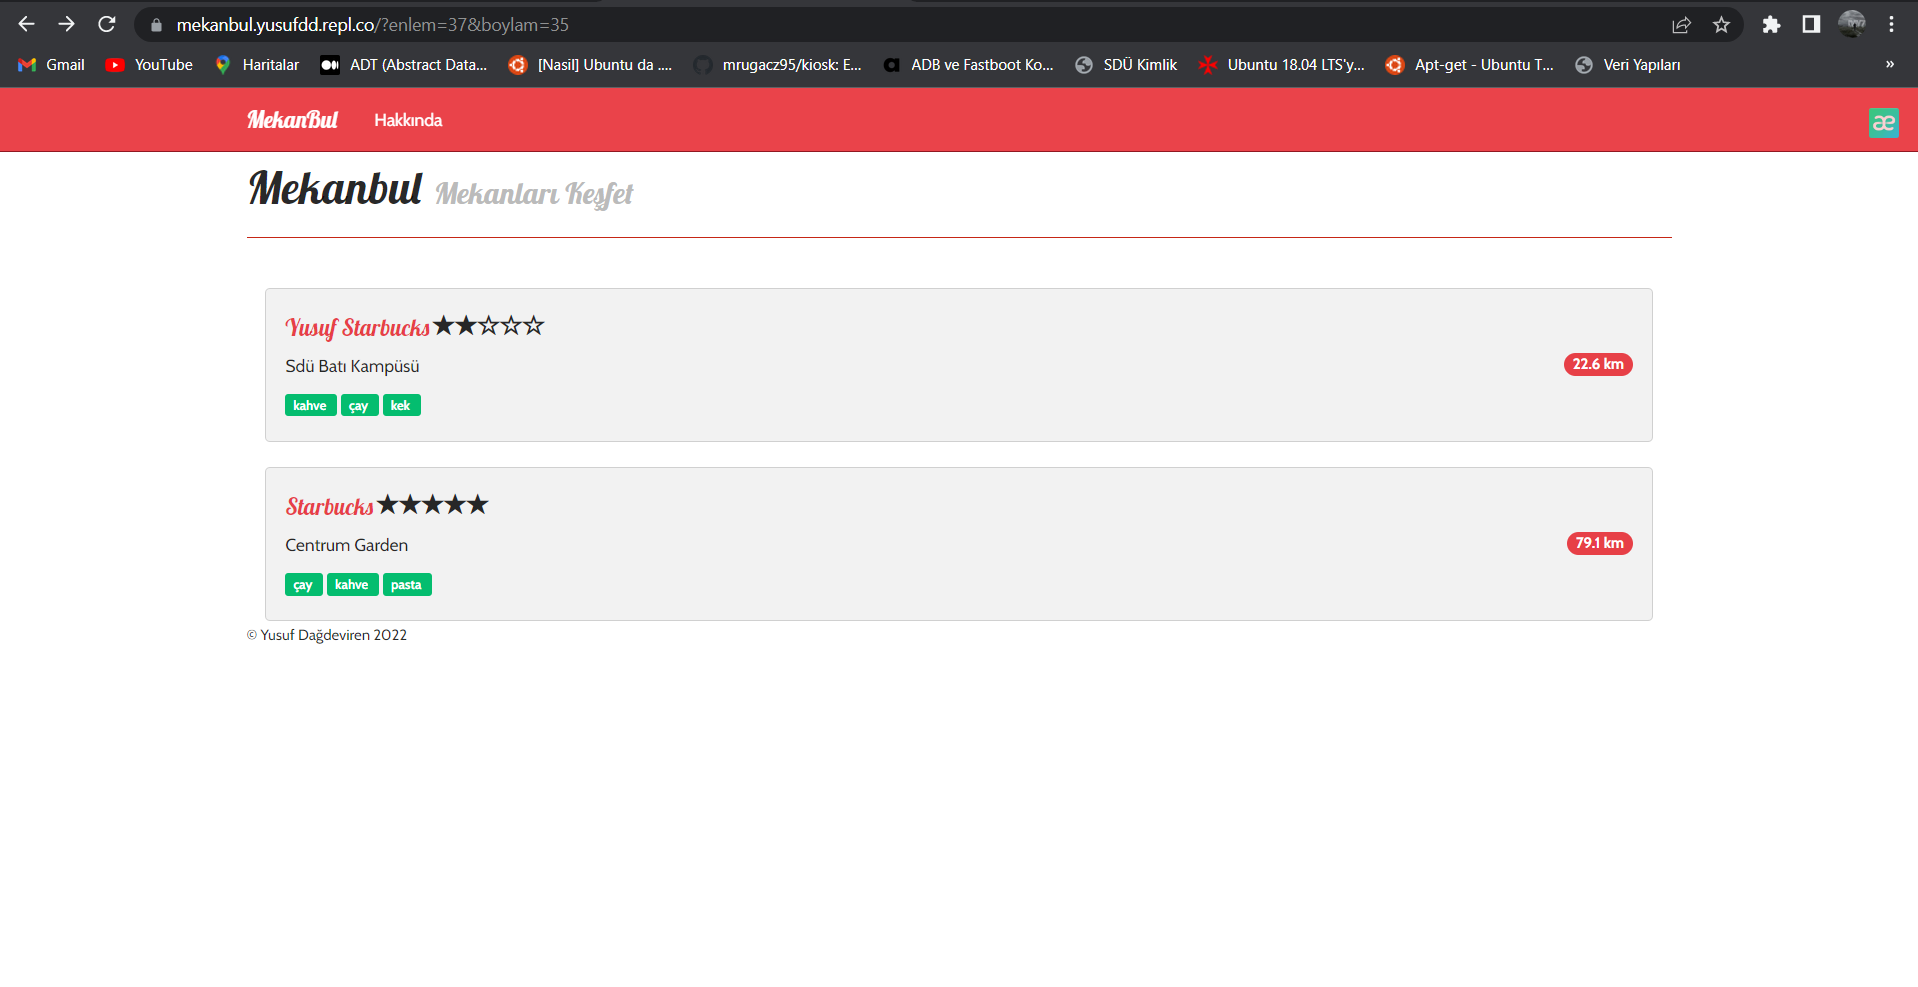 mekanbul.yusufdd.repl.co/?enlem=37&boylam=35
Gmail YouTube Haritalar ADT (Abstract Data... [Nasil] Ubuntu da .... mrugacz95/kiosk: E... ADB ve Fastboot Ko... SDÜ Kimlik Ubuntu 18.04 LTS'y... Apt-get - Ubuntu T... Veri Yapıları »
MekanBul Hakkında æ
Mekanbul Mekanları Keşfet
Yusuf Starbucks ★★☆☆☆
Sdü Batı Kampüsü
22.6 km
kahve çay kek
Starbucks ★★★★★
Centrum Garden
79.1 km
çay kahve pasta
© Yusuf Dağdeviren 2022